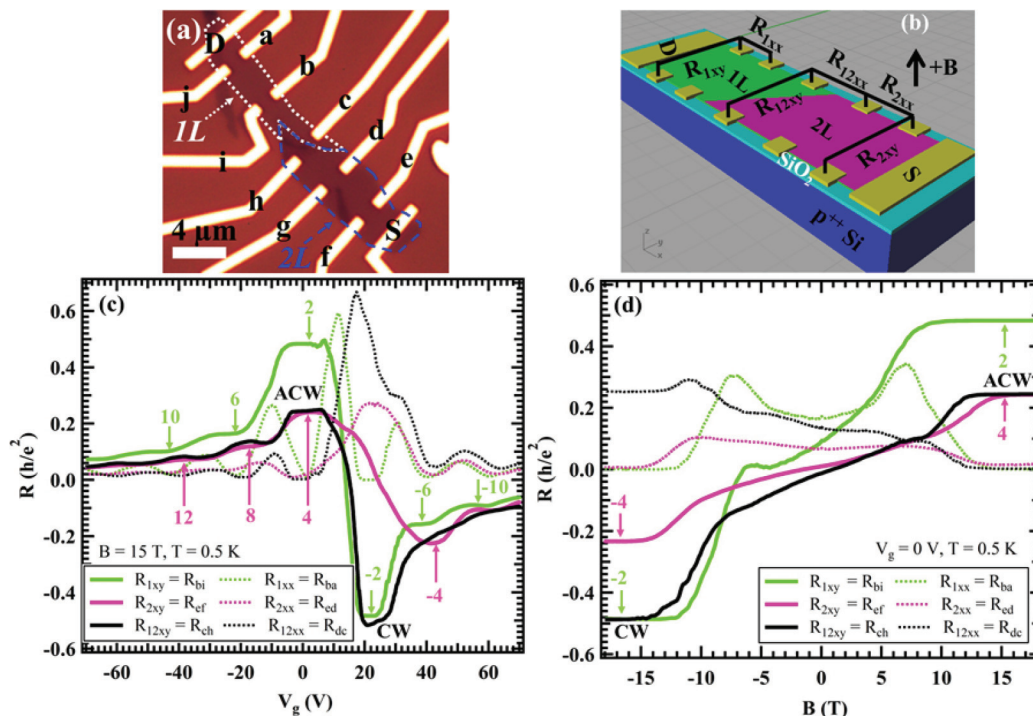 (a)
D
a
b
c
d
e
j
1L
i
h
g
f
S
2L
4 μm
(b)
D
R1xx
R1xy
1L
R12xx
R12xy
R2xx
2L
R2xy
+B
S
SiO2
p++ Si
z
y
x
(c)
0.6
0.4
0.2
0.0
-0.2
-0.4
-0.6
R (h/e²)
2
6
10
ACW
12
8
4
-6
-10
-2
-4
CW
B = 15 T, T = 0.5 K
R1xy = Rbi
R1xx = Rba
R2xy = Ref
R2xx = Red
R12xy = Rch
R12xx = Rdc
-60
-40
-20
0
20
40
60
Vg (V)
(d)
0.6
0.4
0.2
0.0
-0.2
-0.4
-0.6
R (h/e²)
2
ACW
4
-4
-2
CW
Vg = 0 V, T = 0.5 K
R1xy = Rbi
R1xx = Rba
R2xy = Ref
R2xx = Red
R12xy = Rch
R12xx = Rdc
-15
-10
-5
0
5
10
15
B (T)